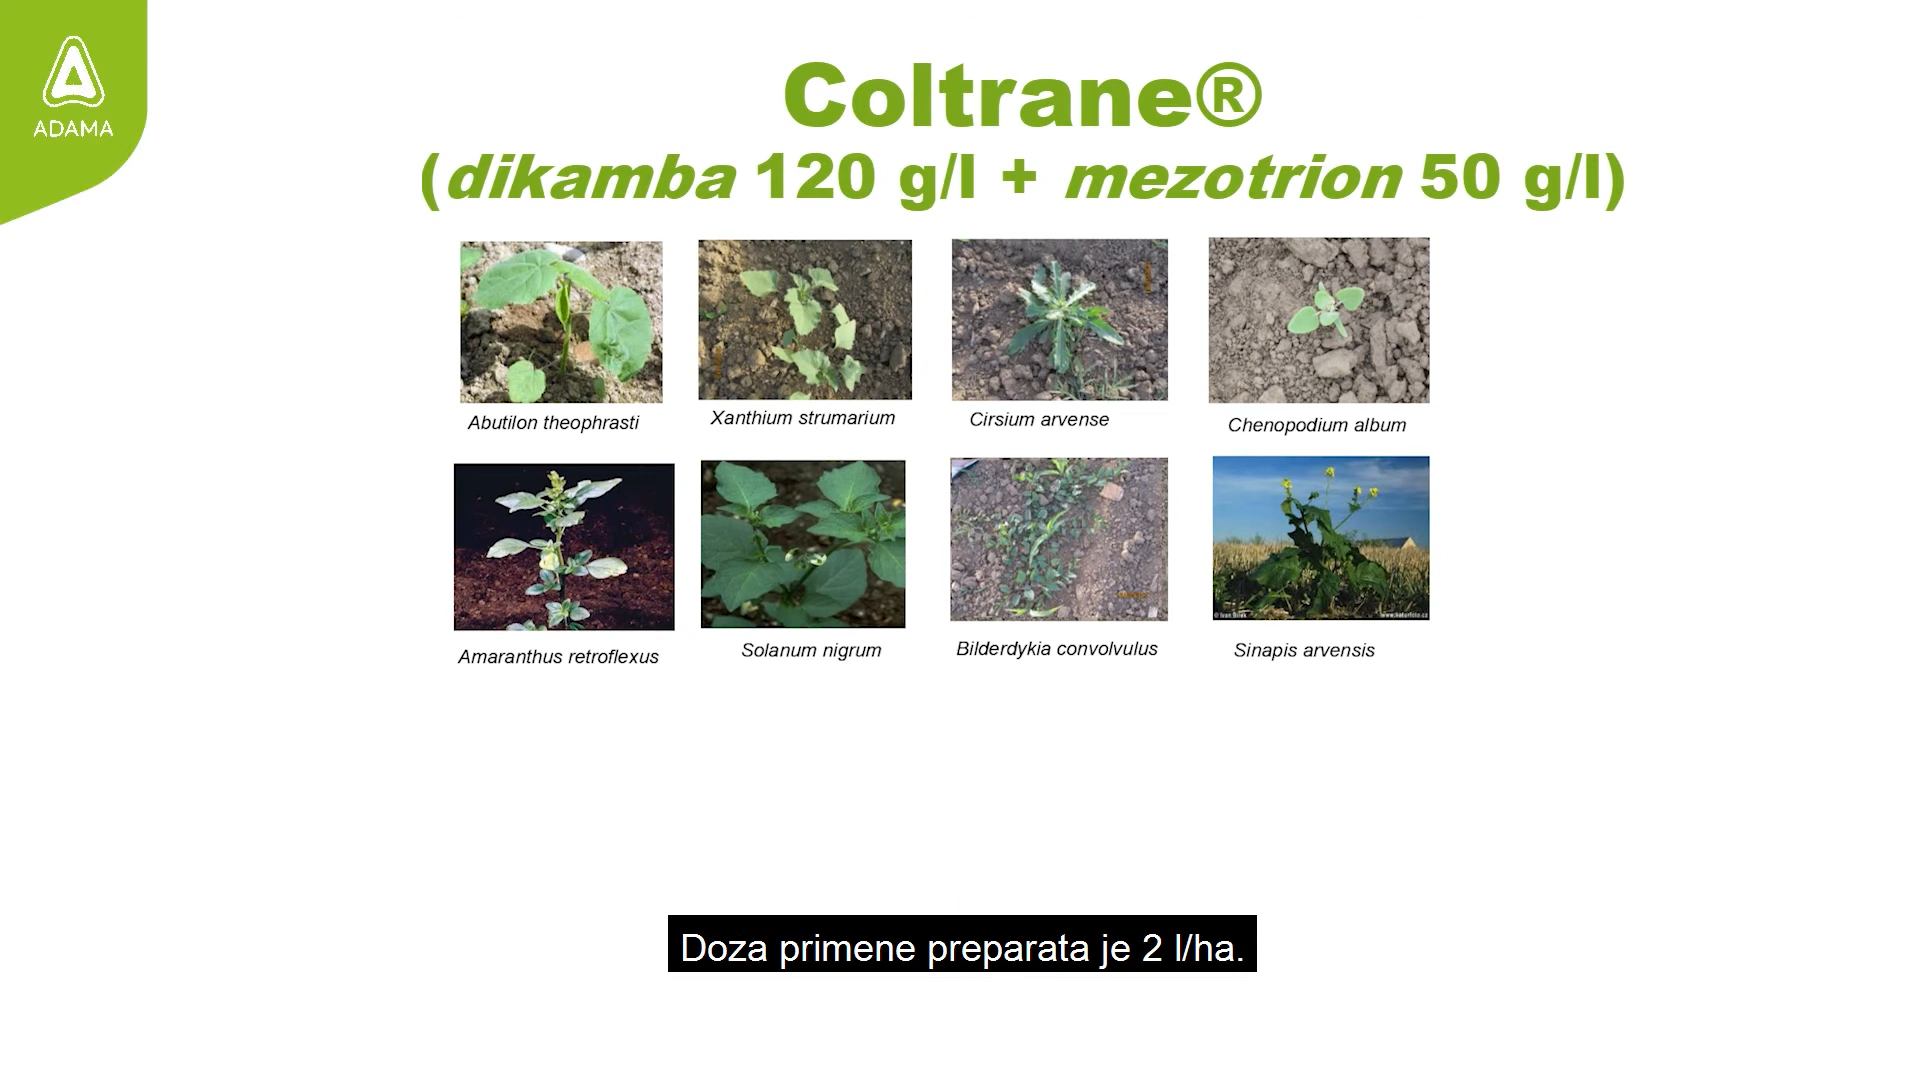 ADAMA
Coltrane®
(dikamba 120 g/l + mezotrion 50 g/l)
Abutilon theophrasti
Xanthium strumarium
Cirsium arvense
Chenopodium album
Amaranthus retroflexus
Solanum nigrum
Bilderdykia convolvulus
Sinapis arvensis
Doza primene preparata je 2 l/ha.